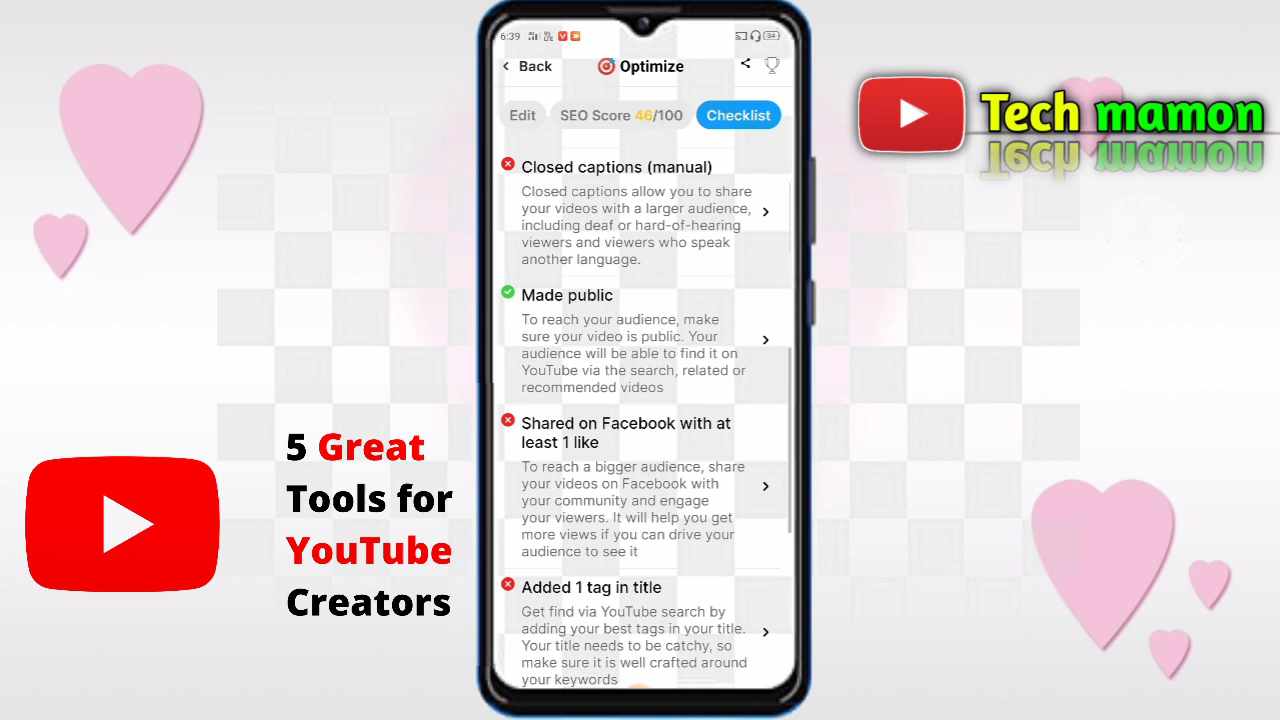 6:39
84
Back
Optimize
Edit
SEO Score 46/100
Checklist
Closed captions (manual)
Closed captions allow you to share
your videos with a larger audience,
including deaf or hard-of-hearing
viewers and viewers who speak
another language.
Made public
To reach your audience, make
sure your video is public. Your
audience will be able to find it on
YouTube via the search, related or
recommended videos
Shared on Facebook with at
least 1 like
To reach a bigger audience, share
your videos on Facebook with
your community and engage
your viewers. It will help you get
more views if you can drive your
audience to see it
Added 1 tag in title
Get find via YouTube search by
adding your best tags in your title.
Your title needs to be catchy, so
make sure it is well crafted around
your keywords
5 Great
Tools for
YouTube
Creators
Tech mamon